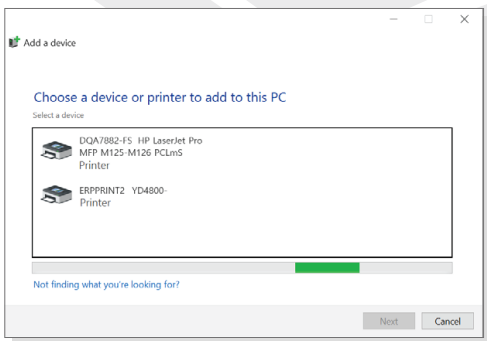 Add a device
Choose a device or printer to add to this PC
Select a device
DQA7882-F5 HP LaserJet Pro
MFP M125-M126 PCLmS
Printer
ERPPRINT2 YD4800-
Printer
Not finding what you're looking for?
Next Cancel